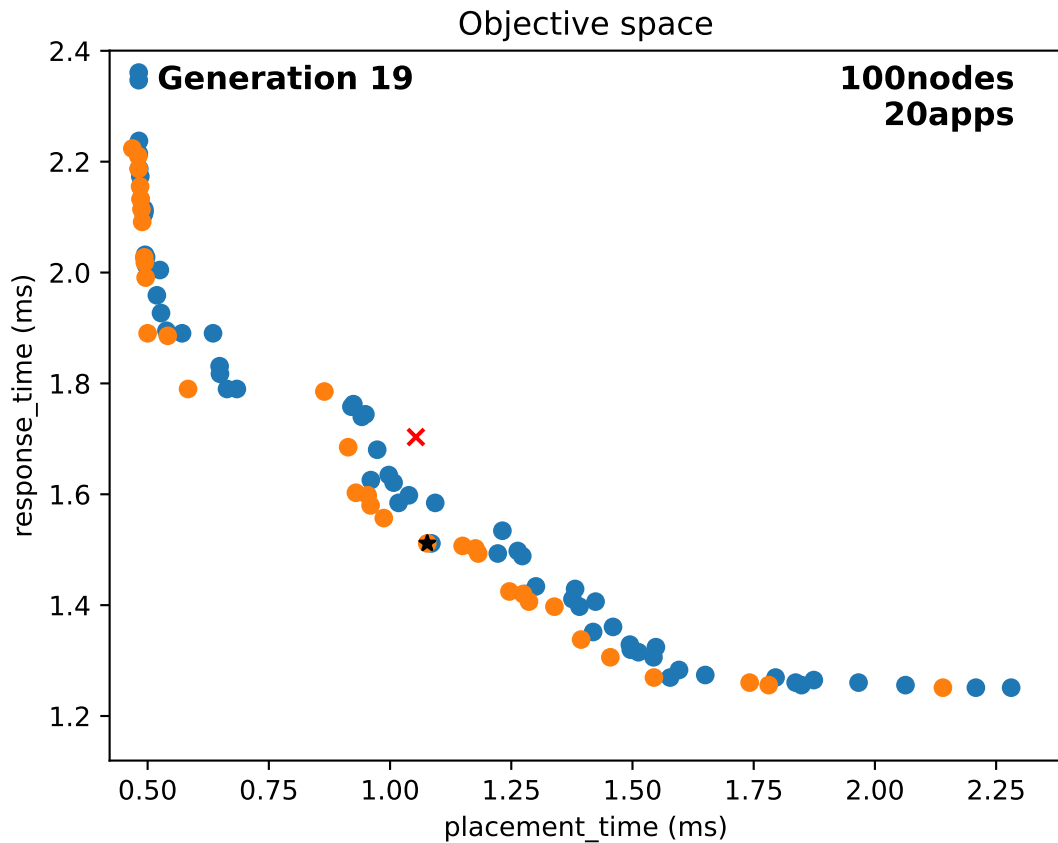 Objective space
Generation 19
100nodes
20apps
response_time (ms)
2.4
2.2
2.0
1.8
1.6
1.4
1.2
0.50 0.75 1.00 1.25 1.50 1.75 2.00 2.25
placement_time (ms)